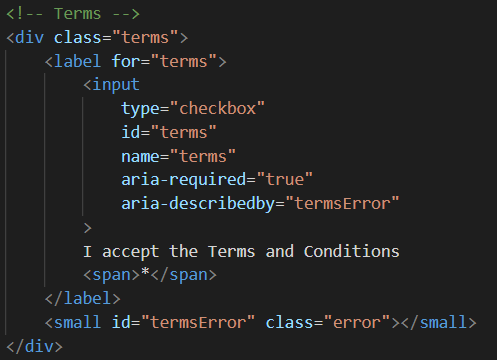 <!-- Terms -->
<div class="terms">
    <label for="terms">
        <input
            type="checkbox"
            id="terms"
            name="terms"
            aria-required="true"
            aria-describedby="termsError"
        >
        I accept the Terms and Conditions
        <span>*</span>
    </label>
    <small id="termsError" class="error"></small>
</div>